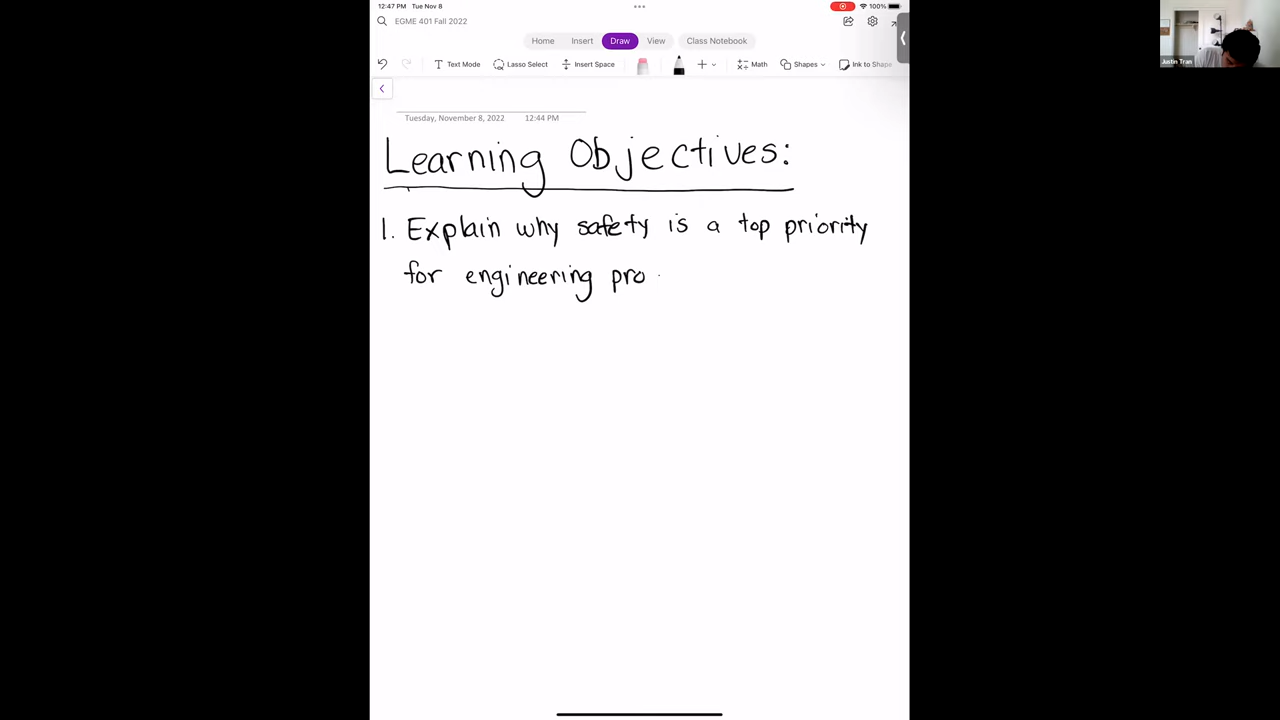 12:47 PM Tue Nov 8
100%
EGME 401 Fall 2022
Home Insert Draw View Class Notebook
Text Mode Lasso Select Insert Space Math Shapes Ink to Shape
Justin Tran
Tuesday, November 8, 2022 12:44 PM
Learning Objectives:
1. Explain why safety is a top priority
for engineering pro